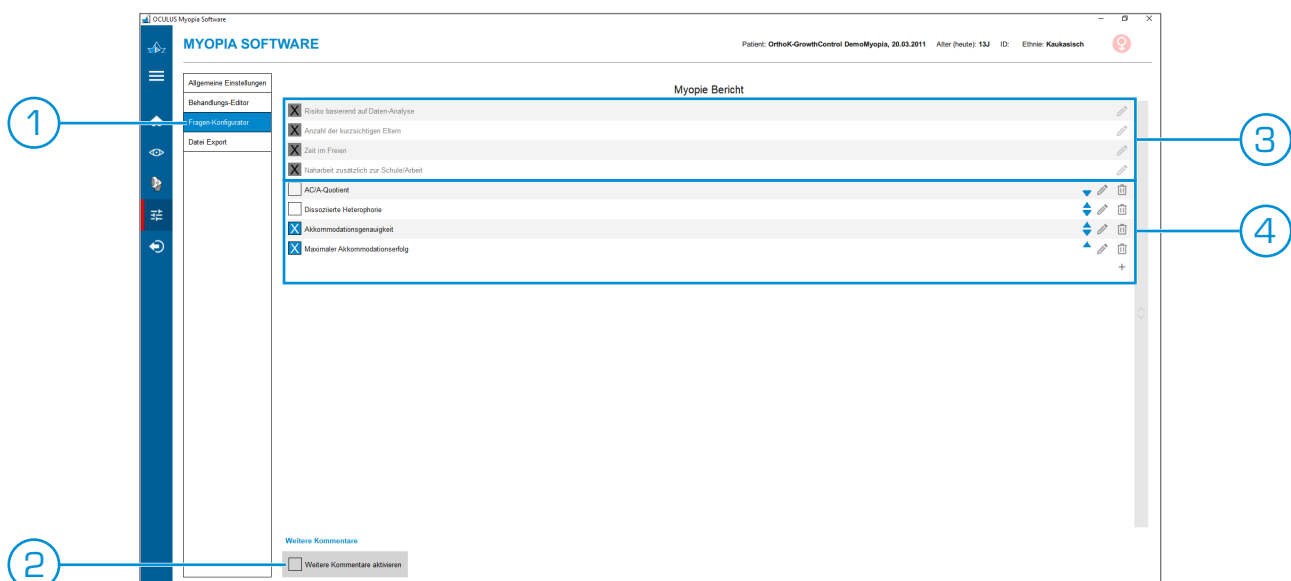 OCULUS Myopia Software
MYOPIA SOFTWARE
Patient: OrthoK-GrowthControl DemoMyopia, 20.03.2011 Alter (heute): 13J ID: Ethnie: Kaukasisch
Allgemeine Einstellungen
Behandlungs-Editor
Fragen-Konfigurator
Datei Export
Myopie Bericht
X Risiko basierend auf Daten-Analyse
X Anzahl der kurzsichtigen Eltern
X Zeit im Freien
X Naharbeit zusätzlich zur Schule/Arbeit
AC/A-Quotient
Dissoziierte Heterophorie
X Akkommodationsgenauigkeit
X Maximaler Akkommodationserfolg
+
Weitere Kommentare
Weitere Kommentare aktivieren
1
2
3
4